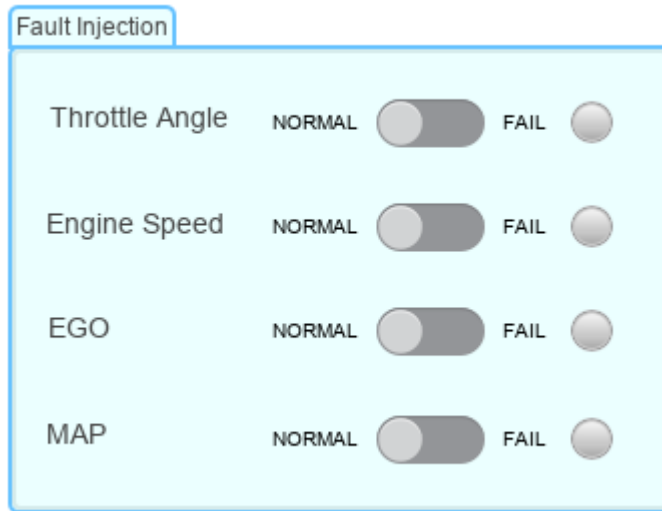 Fault Injection
Throttle Angle NORMAL FAIL
Engine Speed NORMAL FAIL
EGO NORMAL FAIL
MAP NORMAL FAIL